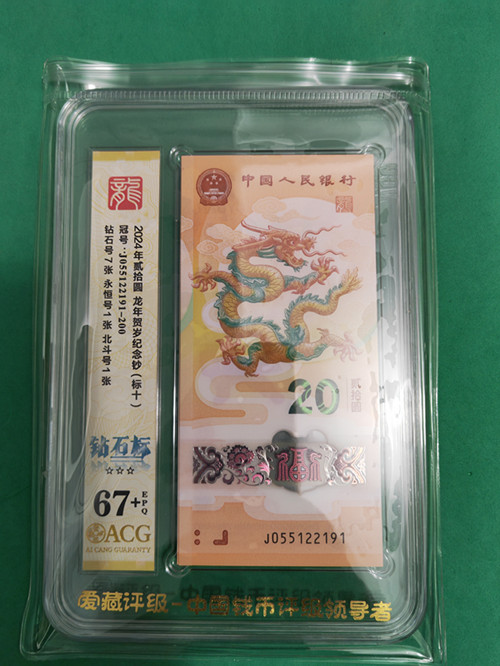 龍
2024年贰拾圆 龙年贺岁纪念钞(标十)
冠号:J055122191-200
钻石号7张 永恒号1张 北斗号1张
钻石标
☆☆☆
67+ EPQ
ACG
AI CANG GUARANTY
中国人民银行
龍
20 贰拾圆
福
J055122191
爱藏评级-中国钱币评级领导者